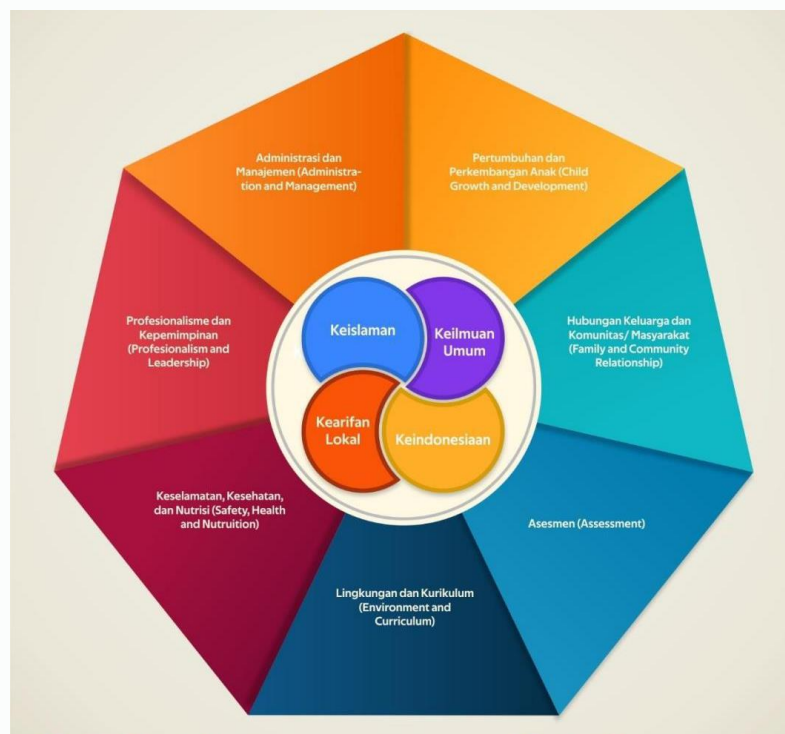 Administrasi dan
Manajemen (Administra-
tion and Management)
Pertumbuhan dan
Perkembangan Anak (Child
Growth and Development)
Profesionalisme dan
Kepemimpinan
(Profesionalism and
Leadership)
Keislaman
Keilmuan
Umum
Kearifan
Lokal
Keindonesiaan
Hubungan Keluarga dan
Komunitas/ Masyarakat
(Family and Community
Relationship)
Keselamatan, Kesehatan,
dan Nutrisi (Safety, Health
and Nutruition)
Asesmen (Assessment)
Lingkungan dan Kurikulum
(Environment and
Curriculum)